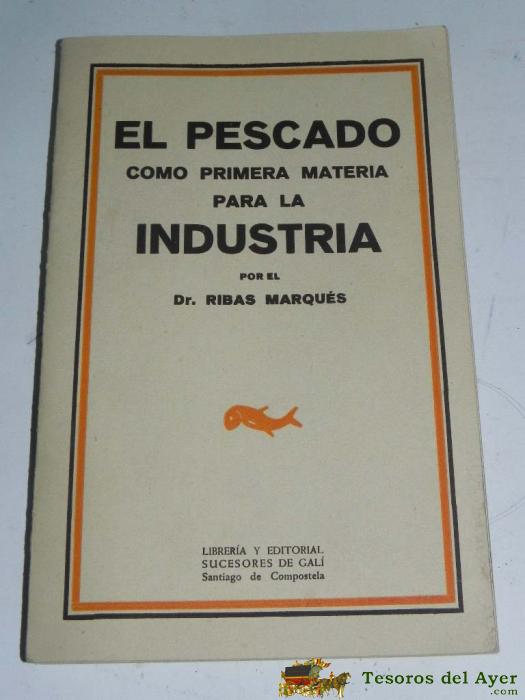 EL PESCADO
COMO PRIMERA MATERIA
PARA LA
INDUSTRIA
POR EL
Dr. RIBAS MARQUÉS
LIBRERÍA Y EDITORIAL
SUCESORES DE GALÍ
Santiago de Compostela
Tesoros del Ayer
.com